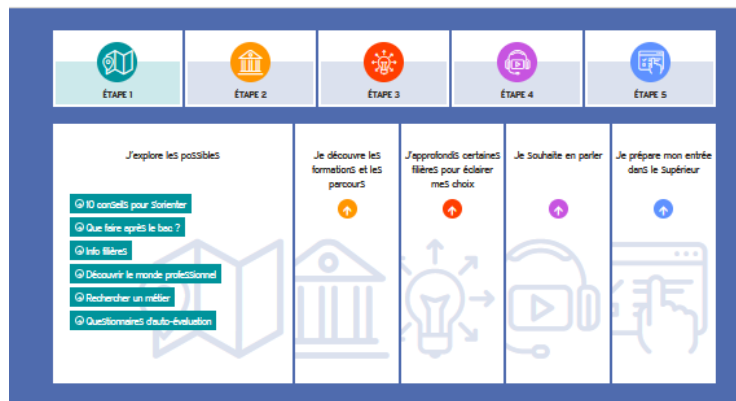 ÉTAPE 1
ÉTAPE 2
ÉTAPE 3
ÉTAPE 4
ÉTAPE 5
J'explore les possibles
10 conseils pour s'orienter
Que faire après le bac ?
Info filières
Découvrir le monde professionnel
Rechercher un métier
Questionnaires d'auto-évaluation
Je découvre les
formations et les
parcours
J'approfondis certaines
filières pour éclairer
mes choix
Je souhaite en parler
Je prépare mon entrée
dans le supérieur